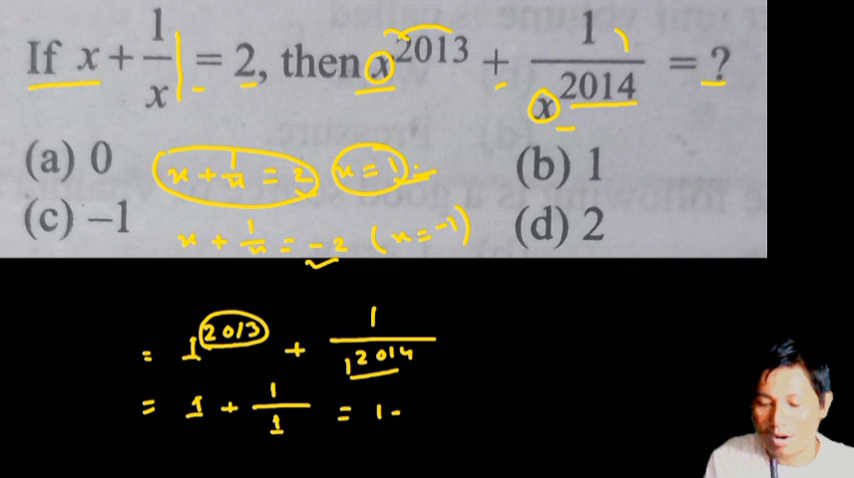 If x + 1/x = 2, then x^2013 + 1/x^2014 = ?
(a) 0
(b) 1
(c) –1
(d) 2
x + 1/x = 2 x = 1
x + 1/x = -2 (x = -1)
= 1^2013 + 1/1^2014
= 1 + 1/1 = 1